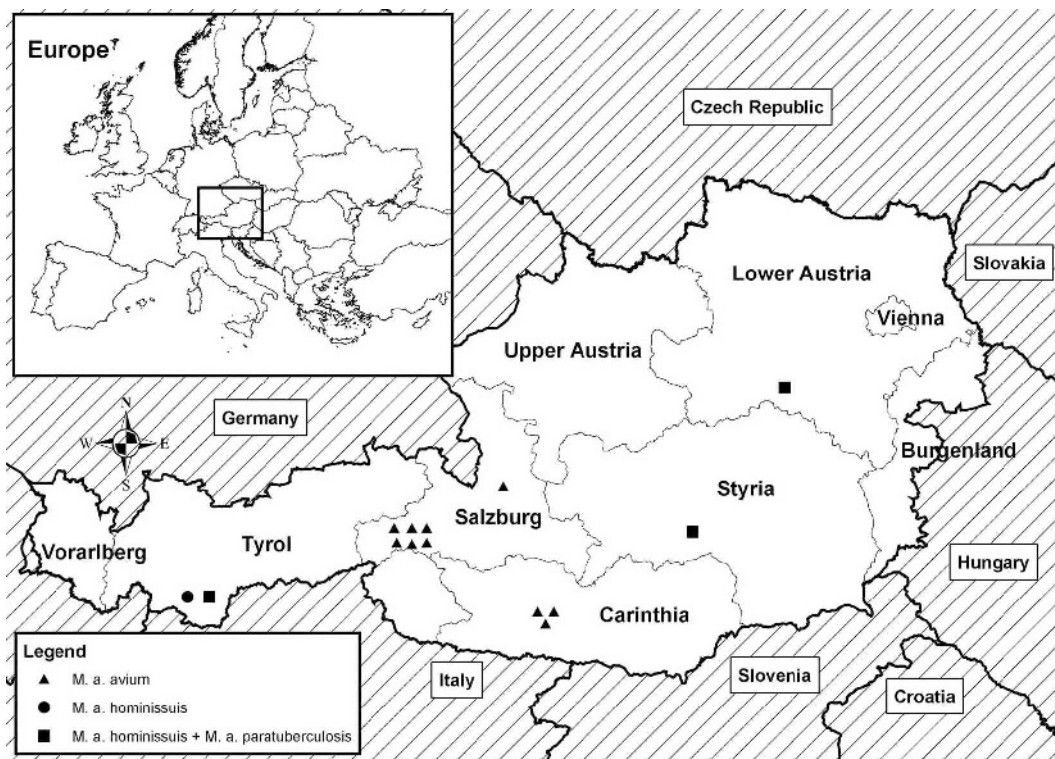 Europe
Czech Republic
Lower Austria
Slovakia
Vienna
Upper Austria
Germany
N
W
E
S
Burgenland
Styria
Salzburg
Vorarlberg
Tyrol
Hungary
Carinthia
Legend
M. a. avium
M. a. hominissuis
M. a. hominissuis + M. a. paratuberculosis
Italy
Slovenia
Croatia